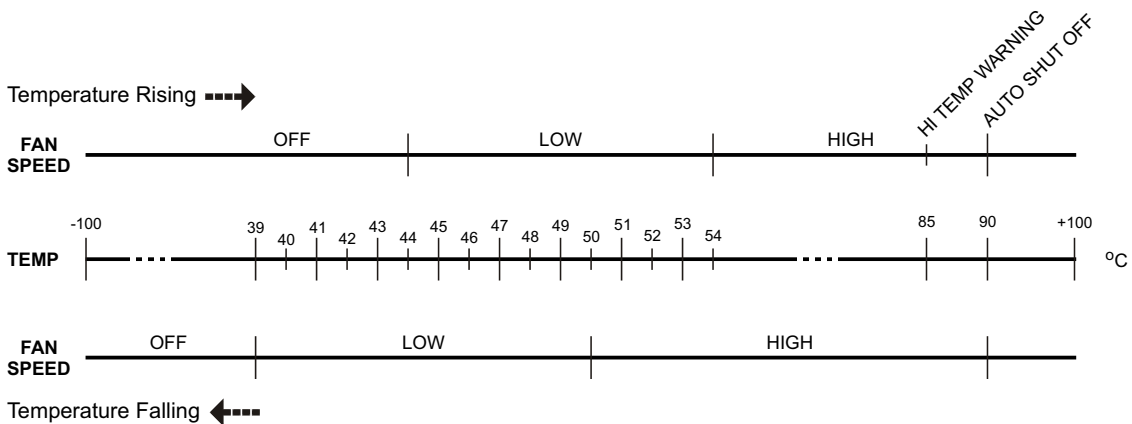 HI TEMP WARNING
AUTO SHUT OFF
Temperature Rising
FAN SPEED
OFF LOW HIGH
-100 39 40 41 42 43 44 45 46 47 48 49 50 51 52 53 54 85 90 +100
TEMP °C
FAN SPEED
OFF LOW HIGH
Temperature Falling